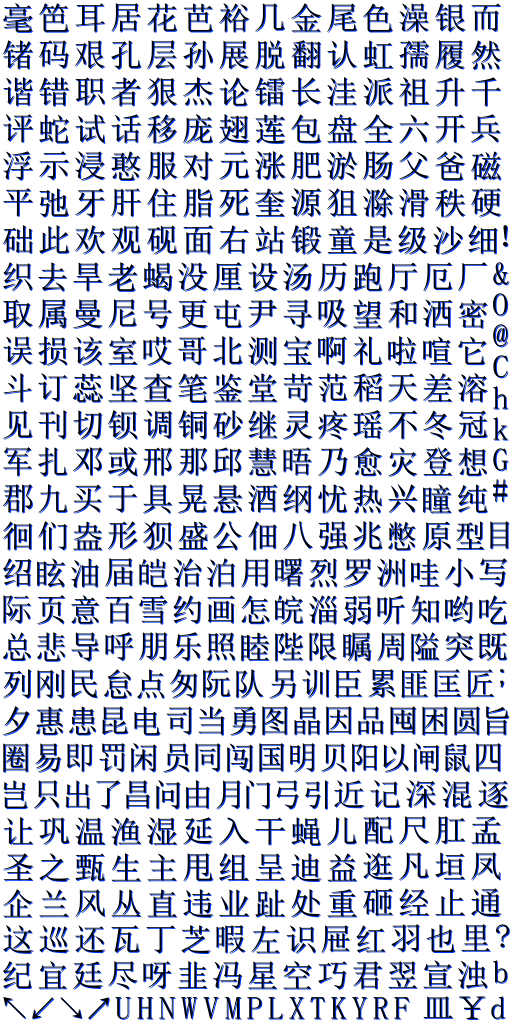 毫笆耳居花芭裕几金尾色澡银而
锗码艰孔层孙展脱翻认虹孺履然
谐错职者狠杰论镭长洼派祖升千
评蛇试话移庞翅莲包盘全六开兵
浮示浸憨服对元涨肥淤肠父爸磁
平弛牙肝住脂死奎源狙滁滑秩硬
础此欢观砚面右站锻童是级沙细!
织去旱老蝎没厘设汤历跑厅厄厂&
取属曼尼号更屯尹寻吸望和洒密O
误损该室哎哥北测宝啊礼啦喧它@
斗订蕊坚查笔鉴堂苛范稻天差溶C
见刊切钡调铜砂继灵疼瑶不冬冠h
军扎邓或邢那邱慧晤乃愈灾登想k
郡九买于具晃悬酒纲忧热兴瞳纯G
徊们盎形狈盛公佃八强兆憋原型目#
绍眩油届皑治泊用曙烈罗洲哇小写
际页意百雪约画怎皖淄弱听知哟吃
总悲导呼朋乐照睦陛限瞩周隘突既
列刚民怠点匆阮队另训臣累匪匡匠;
夕惠患昆电司当勇图晶因品囤困圆旨
圈易即罚闲员同闯国明贝阳以闸鼠四
岂只出了昌问由月门弓引近记深混逐
让巩温渔湿延入干蝇儿配尺肛孟
圣之甄生主甩组呈迪益逛凡垣凤
企兰风丛直违业趾处重砸经止通
这巡还瓦丁芝暇左识屉红羽也里?
纪宜廷尽呀韭冯星空巧君翌宣浊b
↖↙↘↗UHNWVMPLXTKYRF皿¥d